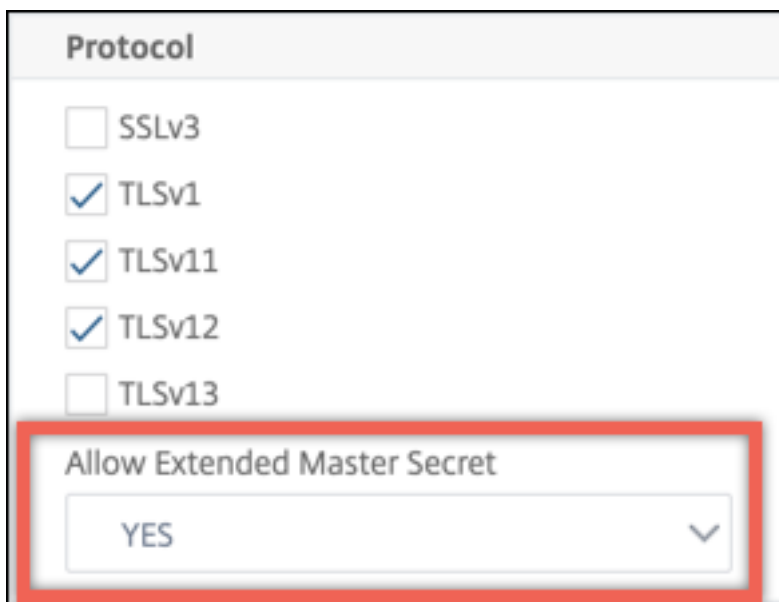 Protocol
SSLv3
TLSv1
TLSv11
TLSv12
TLSv13
Allow Extended Master Secret
YES